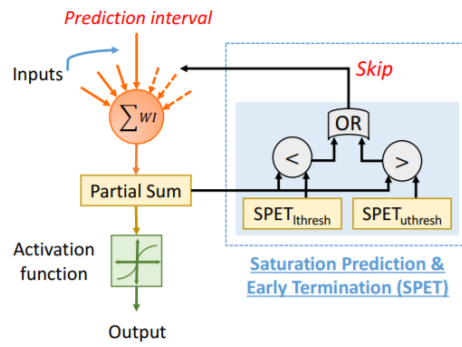 Prediction interval
Inputs
Skip
∑ WI
OR
<
>
Partial Sum
SPETlthresh
SPETuthresh
Activation
function
Saturation Prediction &
Early Termination (SPET)
Output